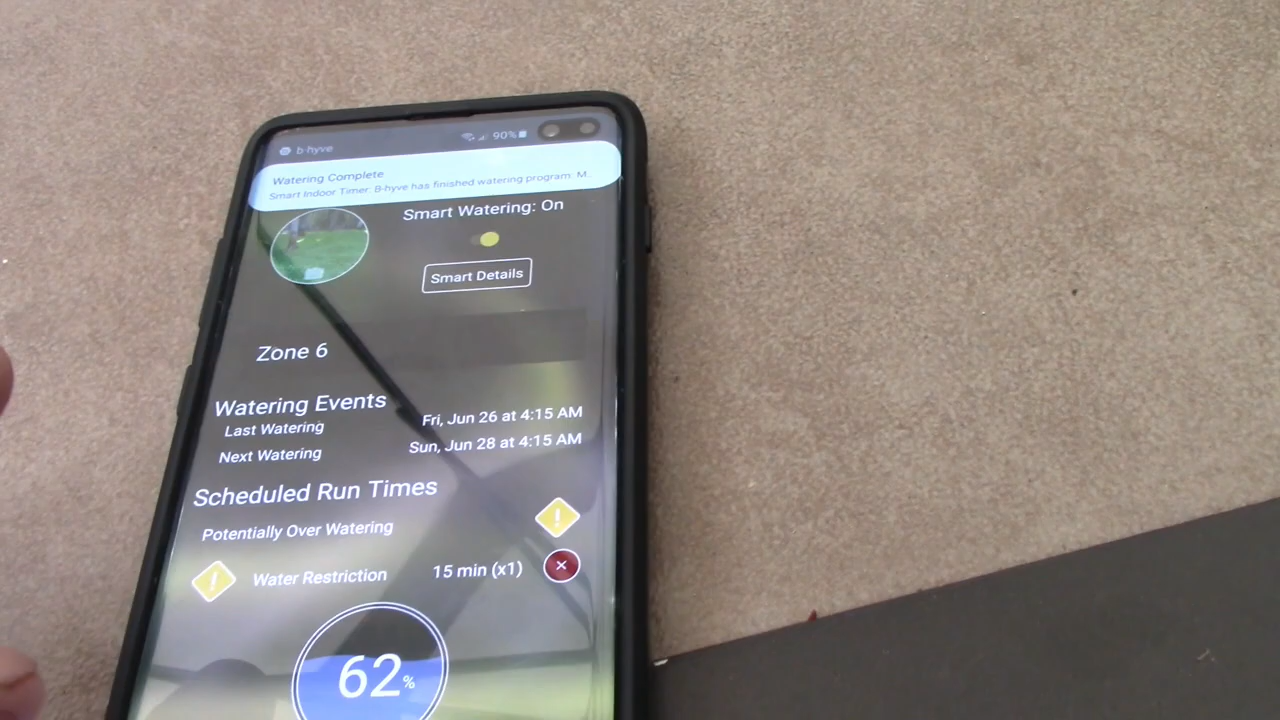 b-hyve 90%
Watering Complete
Smart Indoor Timer: B-hyve has finished watering program: M...
Smart Watering: On
Smart Details
Zone 6
Watering Events
Last Watering Fri, Jun 26 at 4:15 AM
Next Watering Sun, Jun 28 at 4:15 AM
Scheduled Run Times
Potentially Over Watering
Water Restriction 15 min (x1)
62%